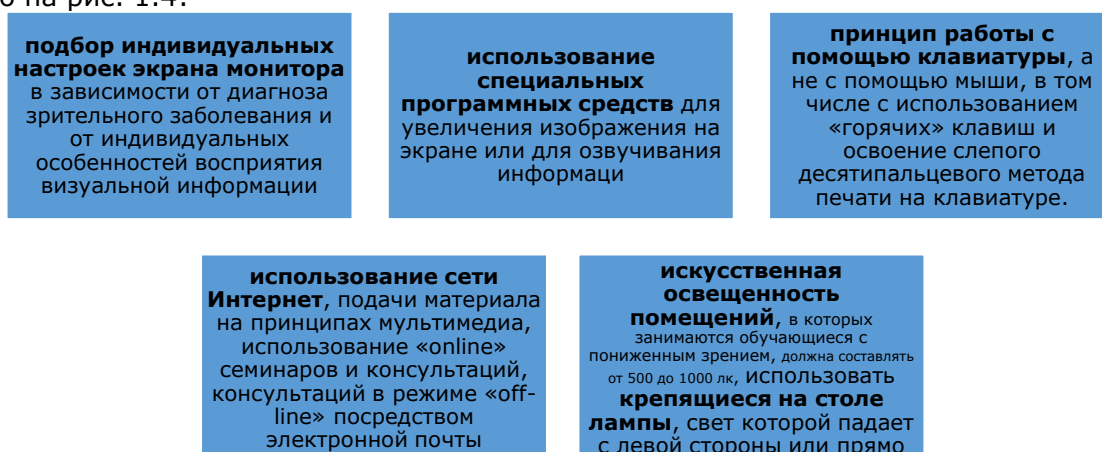 о на рис. 1.4.
подбор индивидуальных
настроек экрана монитора
в зависимости от диагноза
зрительного заболевания и
от индивидуальных
особенностей восприятия
визуальной информации
использование
специальных
программных средств для
увеличения изображения на
экране или для озвучивания
информаци
принцип работы с
помощью клавиатуры, а
не с помощью мыши, в том
числе с использованием
«горячих» клавиш и
освоение слепого
десятипальцевого метода
печати на клавиатуре.
использование сети
Интернет, подачи материала
на принципах мультимедиа,
использование «online»
семинаров и консультаций,
консультаций в режиме «off-
line» посредством
электронной почты
искусственная
освещенность
помещений, в которых
занимаются обучающиеся с
пониженным зрением, должна составлять
от 500 до 1000 лк, использовать
крепящиеся на столе
лампы, свет которой падает
с левой стороны или прямо